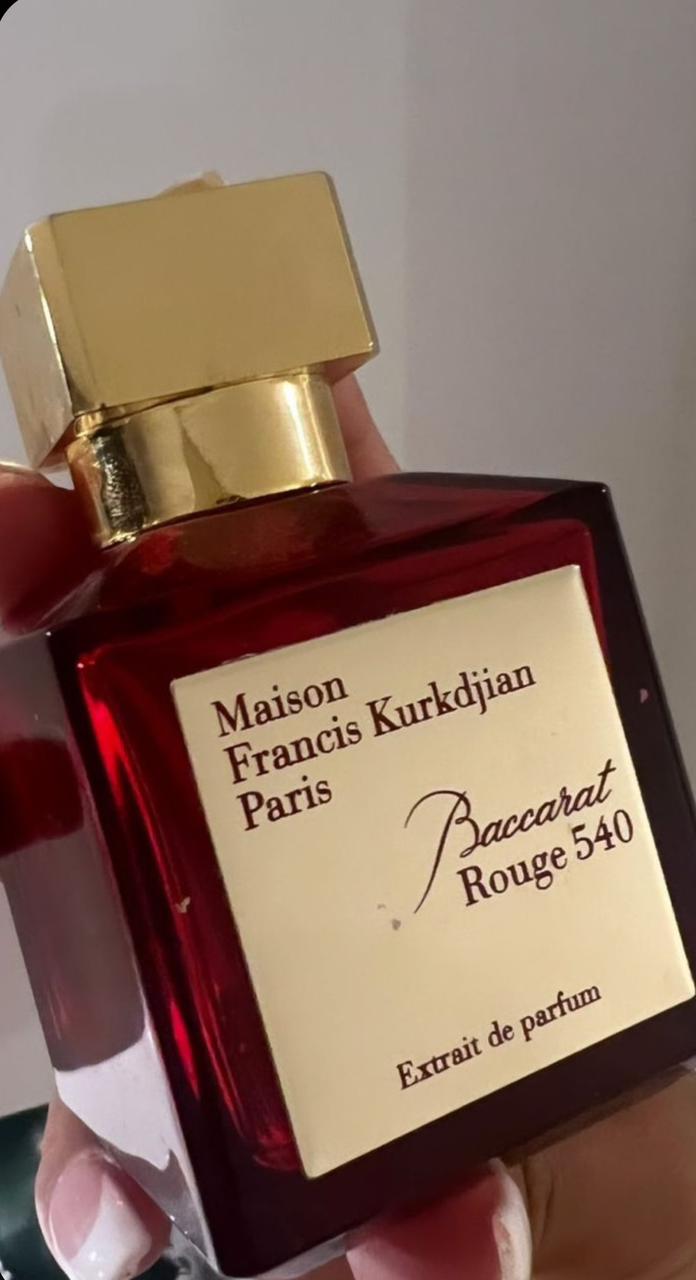 Maison
Francis Kurkdjian
Paris
Baccarat
Rouge 540
Extrait de parfum